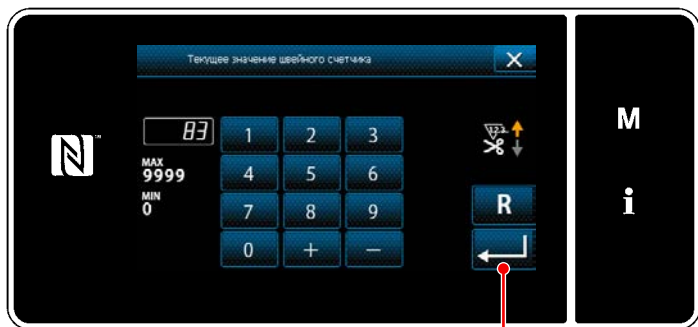 Текущее значение швейного счетчика
X
83
1 2 3
MAX
9999
4 5 6
MIN
0
7 8 9
R
0 + −
M
i
123
N